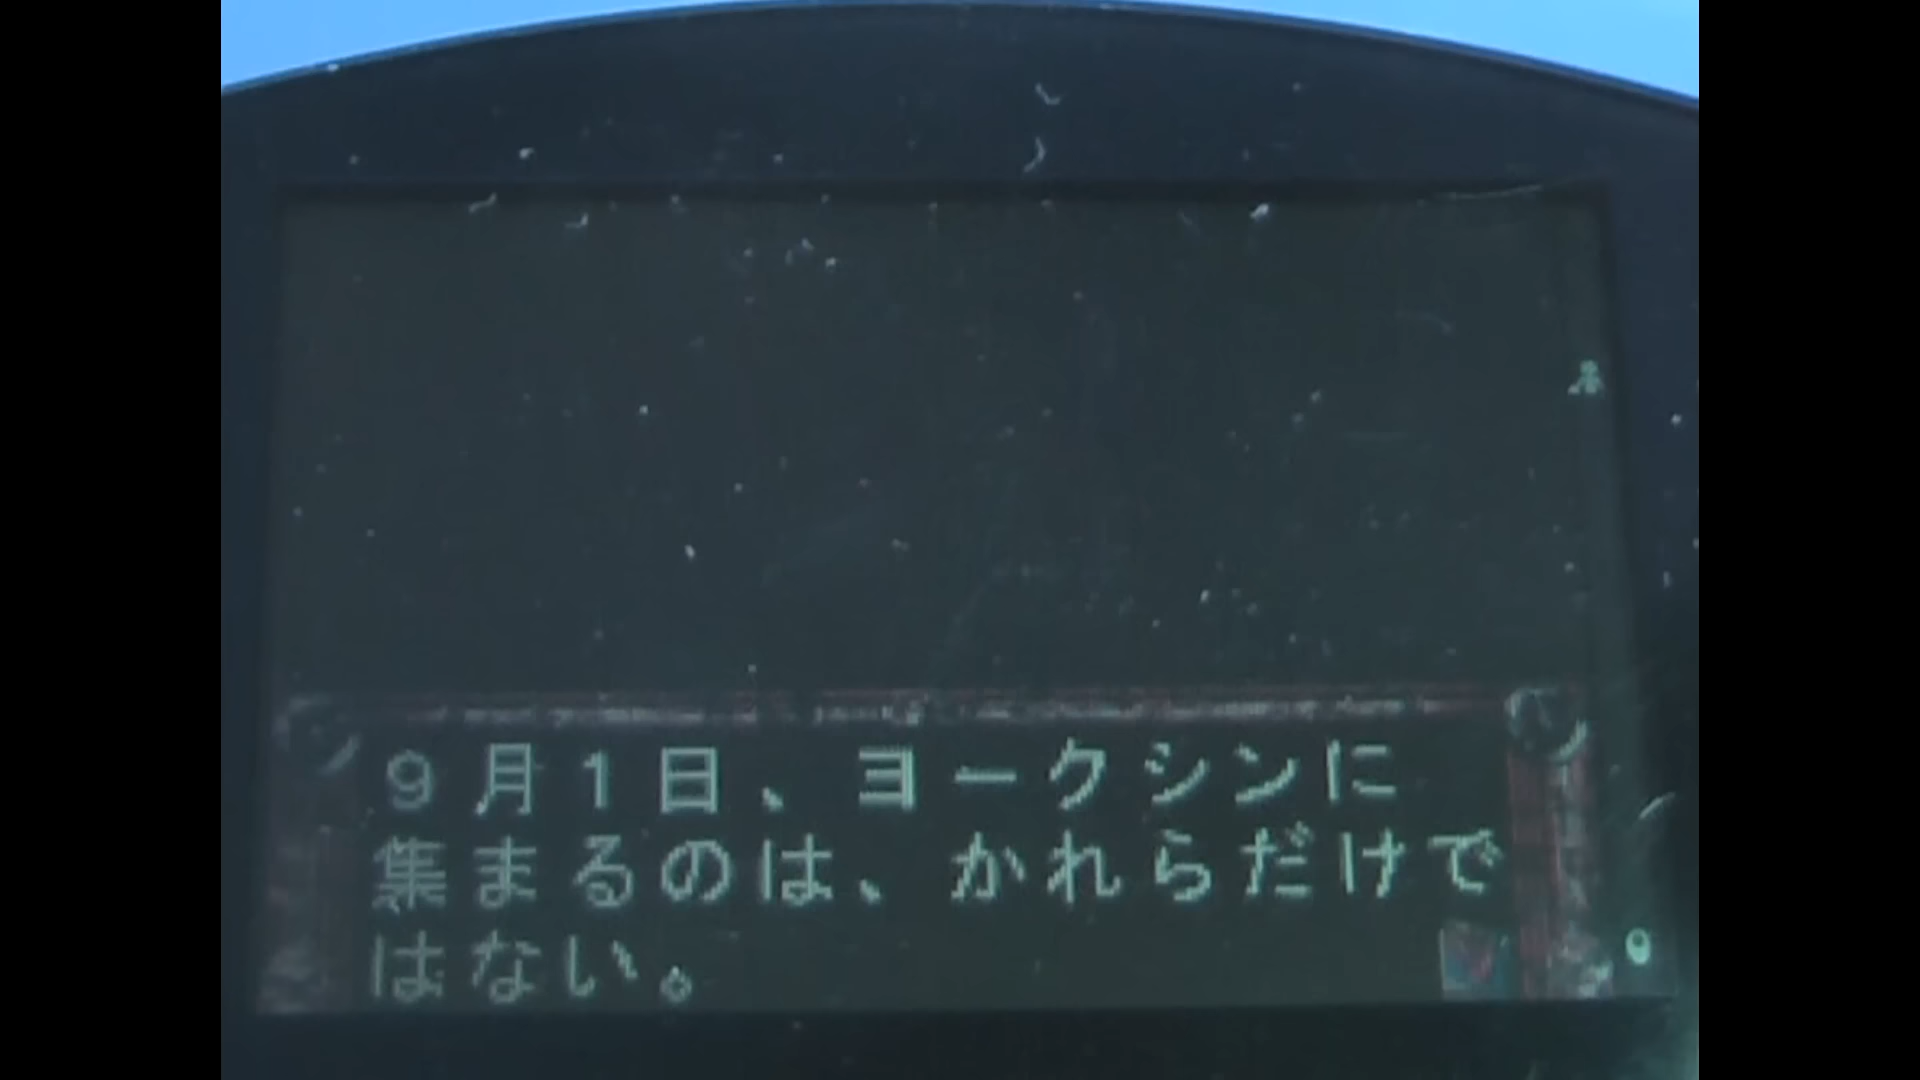 9月1日、ヨークシンに
集まるのは、かれらだけで
はない。